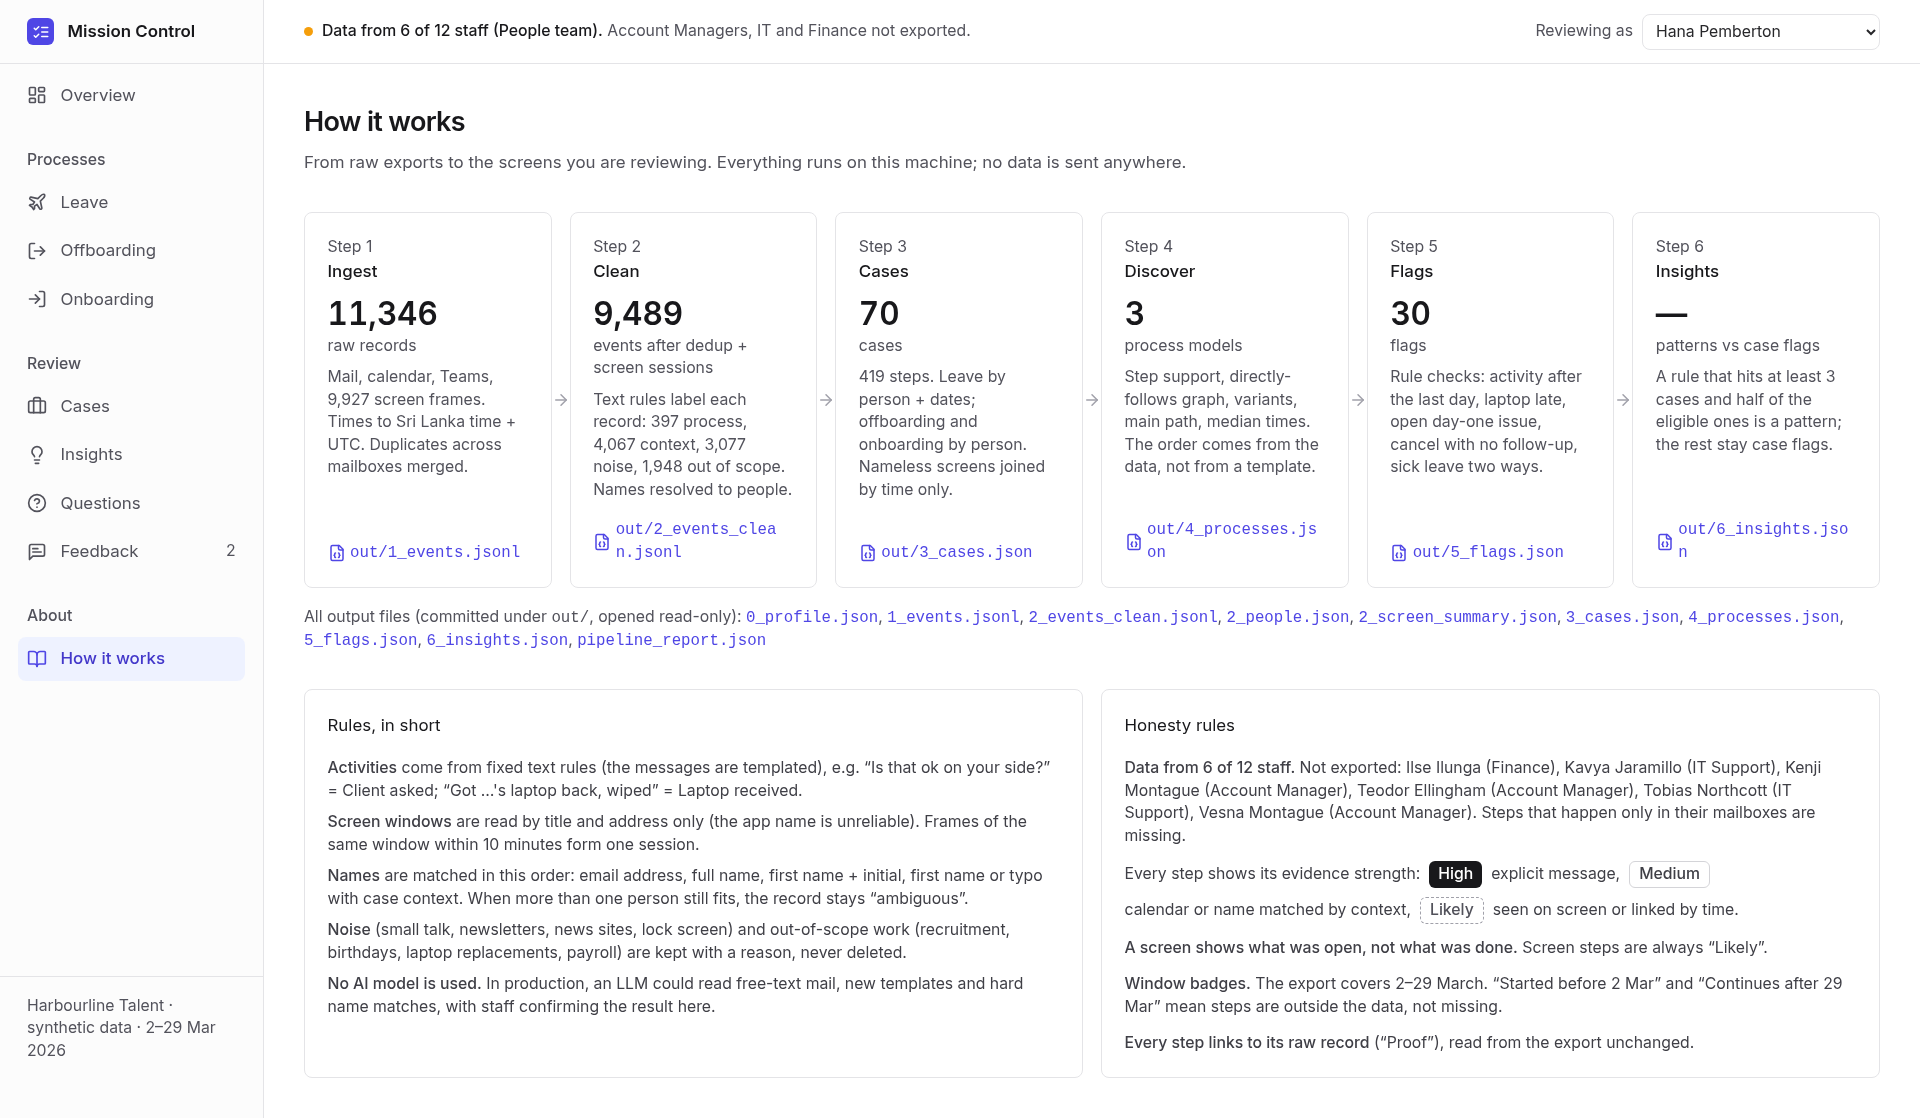 Mission Control
Data from 6 of 12 staff (People team). Account Managers, IT and Finance not exported.
Reviewing as
Hana Pemberton
Overview
Processes
Leave
Offboarding
Onboarding
Review
Cases
Insights
Questions
Feedback 2
About
How it works
Harbourline Talent ·
synthetic data · 2–29 Mar
2026
How it works
From raw exports to the screens you are reviewing. Everything runs on this machine; no data is sent anywhere.
Step 1
Ingest
11,346
raw records
Mail, calendar, Teams,
9,927 screen frames.
Times to Sri Lanka time +
UTC. Duplicates across
mailboxes merged.
out/1_events.jsonl
Step 2
Clean
9,489
events after dedup +
screen sessions
Text rules label each
record: 397 process,
4,067 context, 3,077
noise, 1,948 out of scope.
Names resolved to people.
out/2_events_clea
n.jsonl
Step 3
Cases
70
cases
419 steps. Leave by
person + dates;
offboarding and
onboarding by person.
Nameless screens joined
by time only.
out/3_cases.json
Step 4
Discover
3
process models
Step support, directly-
follows graph, variants,
main path, median times.
The order comes from the
data, not from a template.
out/4_processes.js
on
Step 5
Flags
30
flags
Rule checks: activity after
the last day, laptop late,
open day-one issue,
cancel with no follow-up,
sick leave two ways.
out/5_flags.json
Step 6
Insights
—
patterns vs case flags
A rule that hits at least 3
cases and half of the
eligible ones is a pattern;
the rest stay case flags.
out/6_insights.jso
n
All output files (committed under out/, opened read-only): 0_profile.json, 1_events.jsonl, 2_events_clean.jsonl, 2_people.json, 2_screen_summary.json, 3_cases.json, 4_processes.json,
5_flags.json, 6_insights.json, pipeline_report.json
Rules, in short
Activities come from fixed text rules (the messages are templated), e.g. “Is that ok on your side?”
= Client asked; “Got ...'s laptop back, wiped” = Laptop received.
Screen windows are read by title and address only (the app name is unreliable). Frames of the
same window within 10 minutes form one session.
Names are matched in this order: email address, full name, first name + initial, first name or typo
with case context. When more than one person still fits, the record stays “ambiguous”.
Noise (small talk, newsletters, news sites, lock screen) and out-of-scope work (recruitment,
birthdays, laptop replacements, payroll) are kept with a reason, never deleted.
No AI model is used. In production, an LLM could read free-text mail, new templates and hard
name matches, with staff confirming the result here.
Honesty rules
Data from 6 of 12 staff. Not exported: Ilse Ilunga (Finance), Kavya Jaramillo (IT Support), Kenji
Montague (Account Manager), Teodor Ellingham (Account Manager), Tobias Northcott (IT
Support), Vesna Montague (Account Manager). Steps that happen only in their mailboxes are
missing.
Every step shows its evidence strength: High explicit message, Medium
calendar or name matched by context, Likely seen on screen or linked by time.
A screen shows what was open, not what was done. Screen steps are always “Likely”.
Window badges. The export covers 2–29 March. “Started before 2 Mar” and “Continues after 29
Mar” mean steps are outside the data, not missing.
Every step links to its raw record (“Proof”), read from the export unchanged.